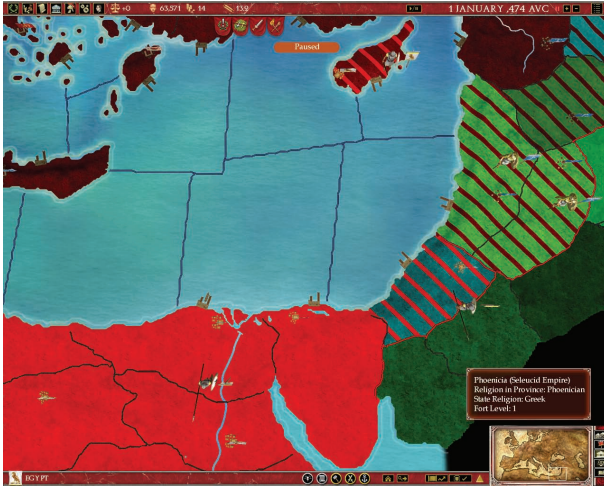 +0
63,571
14
13.9
1 JANUARY ,474 AVC
Paused
Phoenicia (Seleucid Empire)
Religion in Province: Phoenician
State Religion: Greek
Fort Level: 1
EGYPT